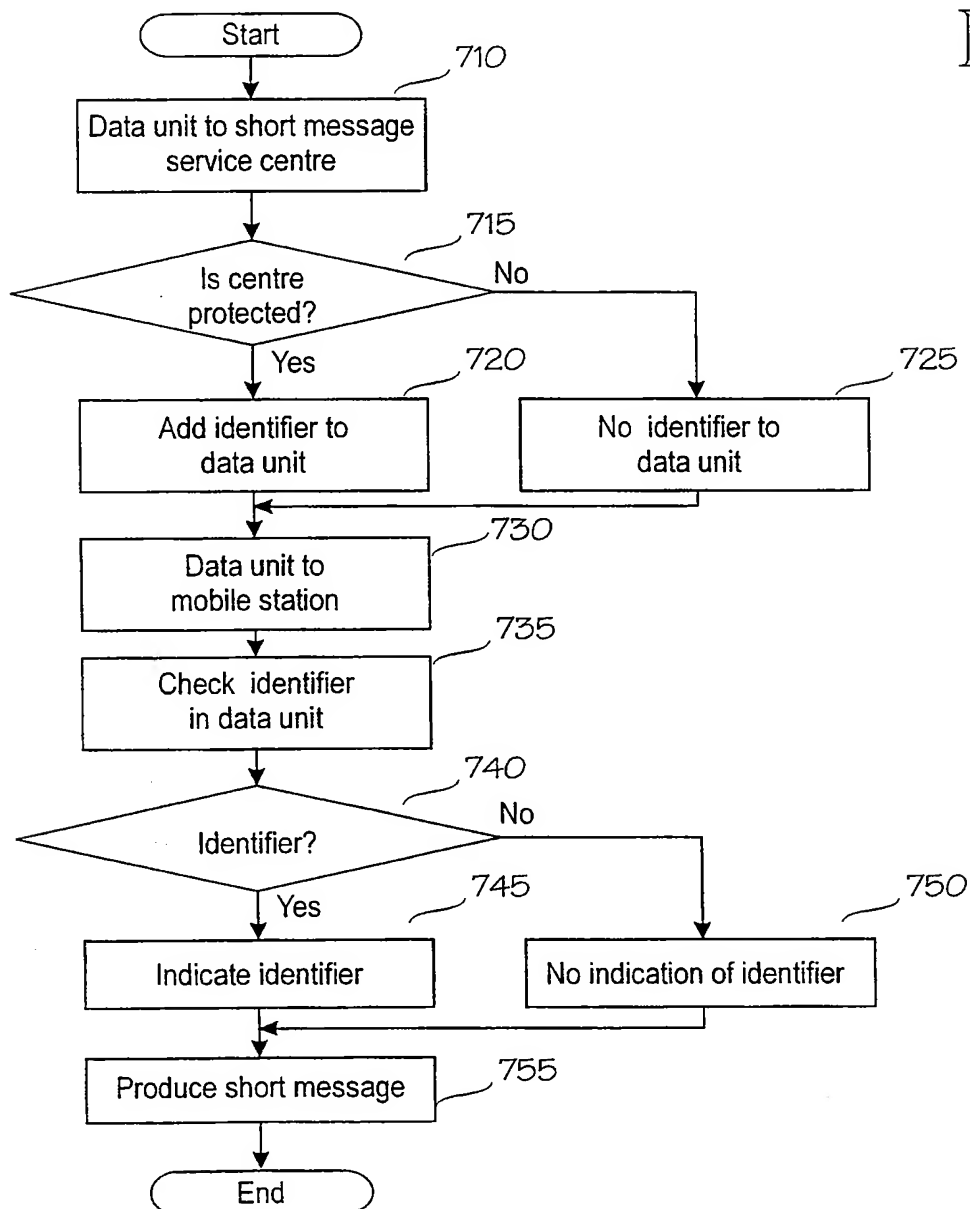 Start
710
Data unit to short message
service centre
715
Is centre
protected?
No
Yes
720
725
Add identifier to
data unit
No identifier to
data unit
730
Data unit to
mobile station
735
Check identifier
in data unit
740
No
Identifier?
Yes
745
750
Indicate identifier
No indication of identifier
755
Produce short message
End